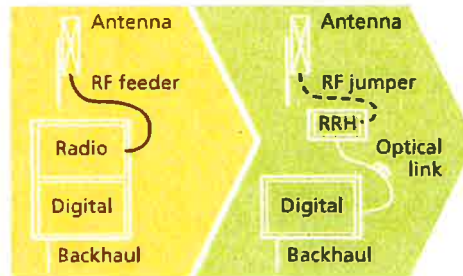 Antenna
RF feeder
Radio
Digital
Backhaul
Antenna
RF jumper
RRH
Optical
link
Digital
Backhaul